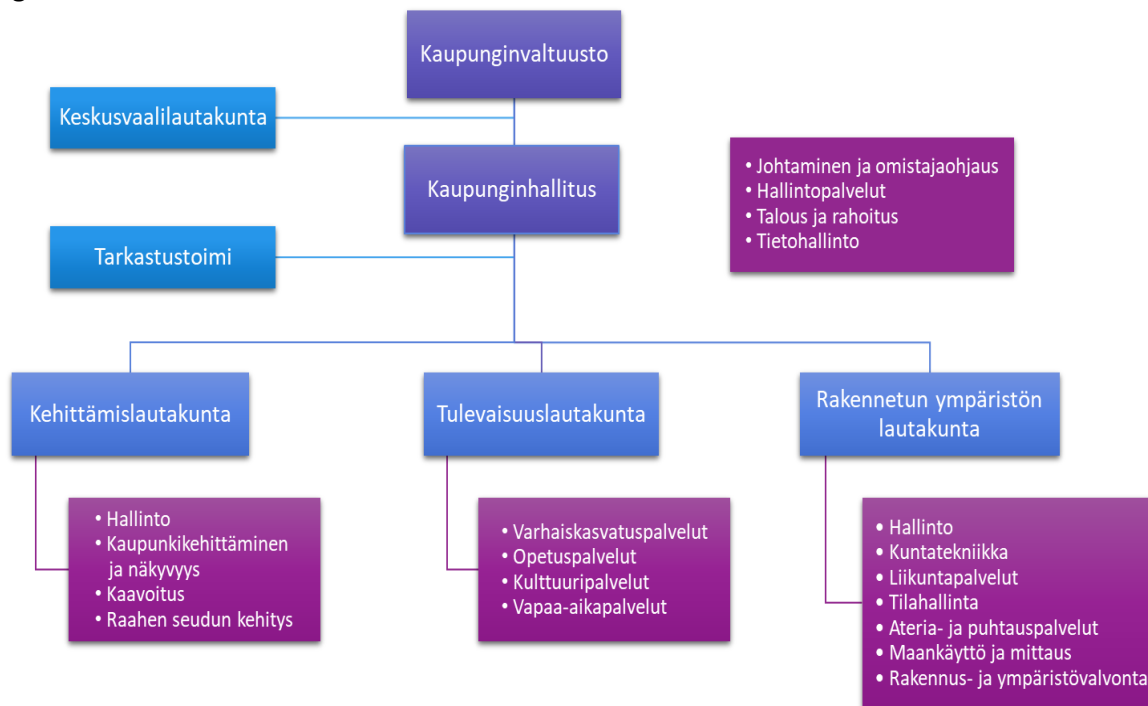 Kaupunginvaltuusto
Keskusvaalilautakunta
Kaupunginhallitus
• Johtaminen ja omistajaohjaus
• Hallintopalvelut
• Talous ja rahoitus
• Tietohallinto
Tarkastustoimi
Kehittämislautakunta
Tulevaisuuslautakunta
Rakennetun ympäristön
lautakunta
• Hallinto
• Kaupunkikehittäminen
ja näkyvyys
• Kaavoitus
• Raahen seudun kehitys
• Varhaiskasvatuspalvelut
• Opetuspalvelut
• Kulttuuripalvelut
• Vapaa-aikapalvelut
• Hallinto
• Kuntatekniikka
• Liikuntapalvelut
• Tilahallinta
• Ateria- ja puhtauspalvelut
• Maankäyttö ja mittaus
• Rakennus- ja ympäristövalvonta